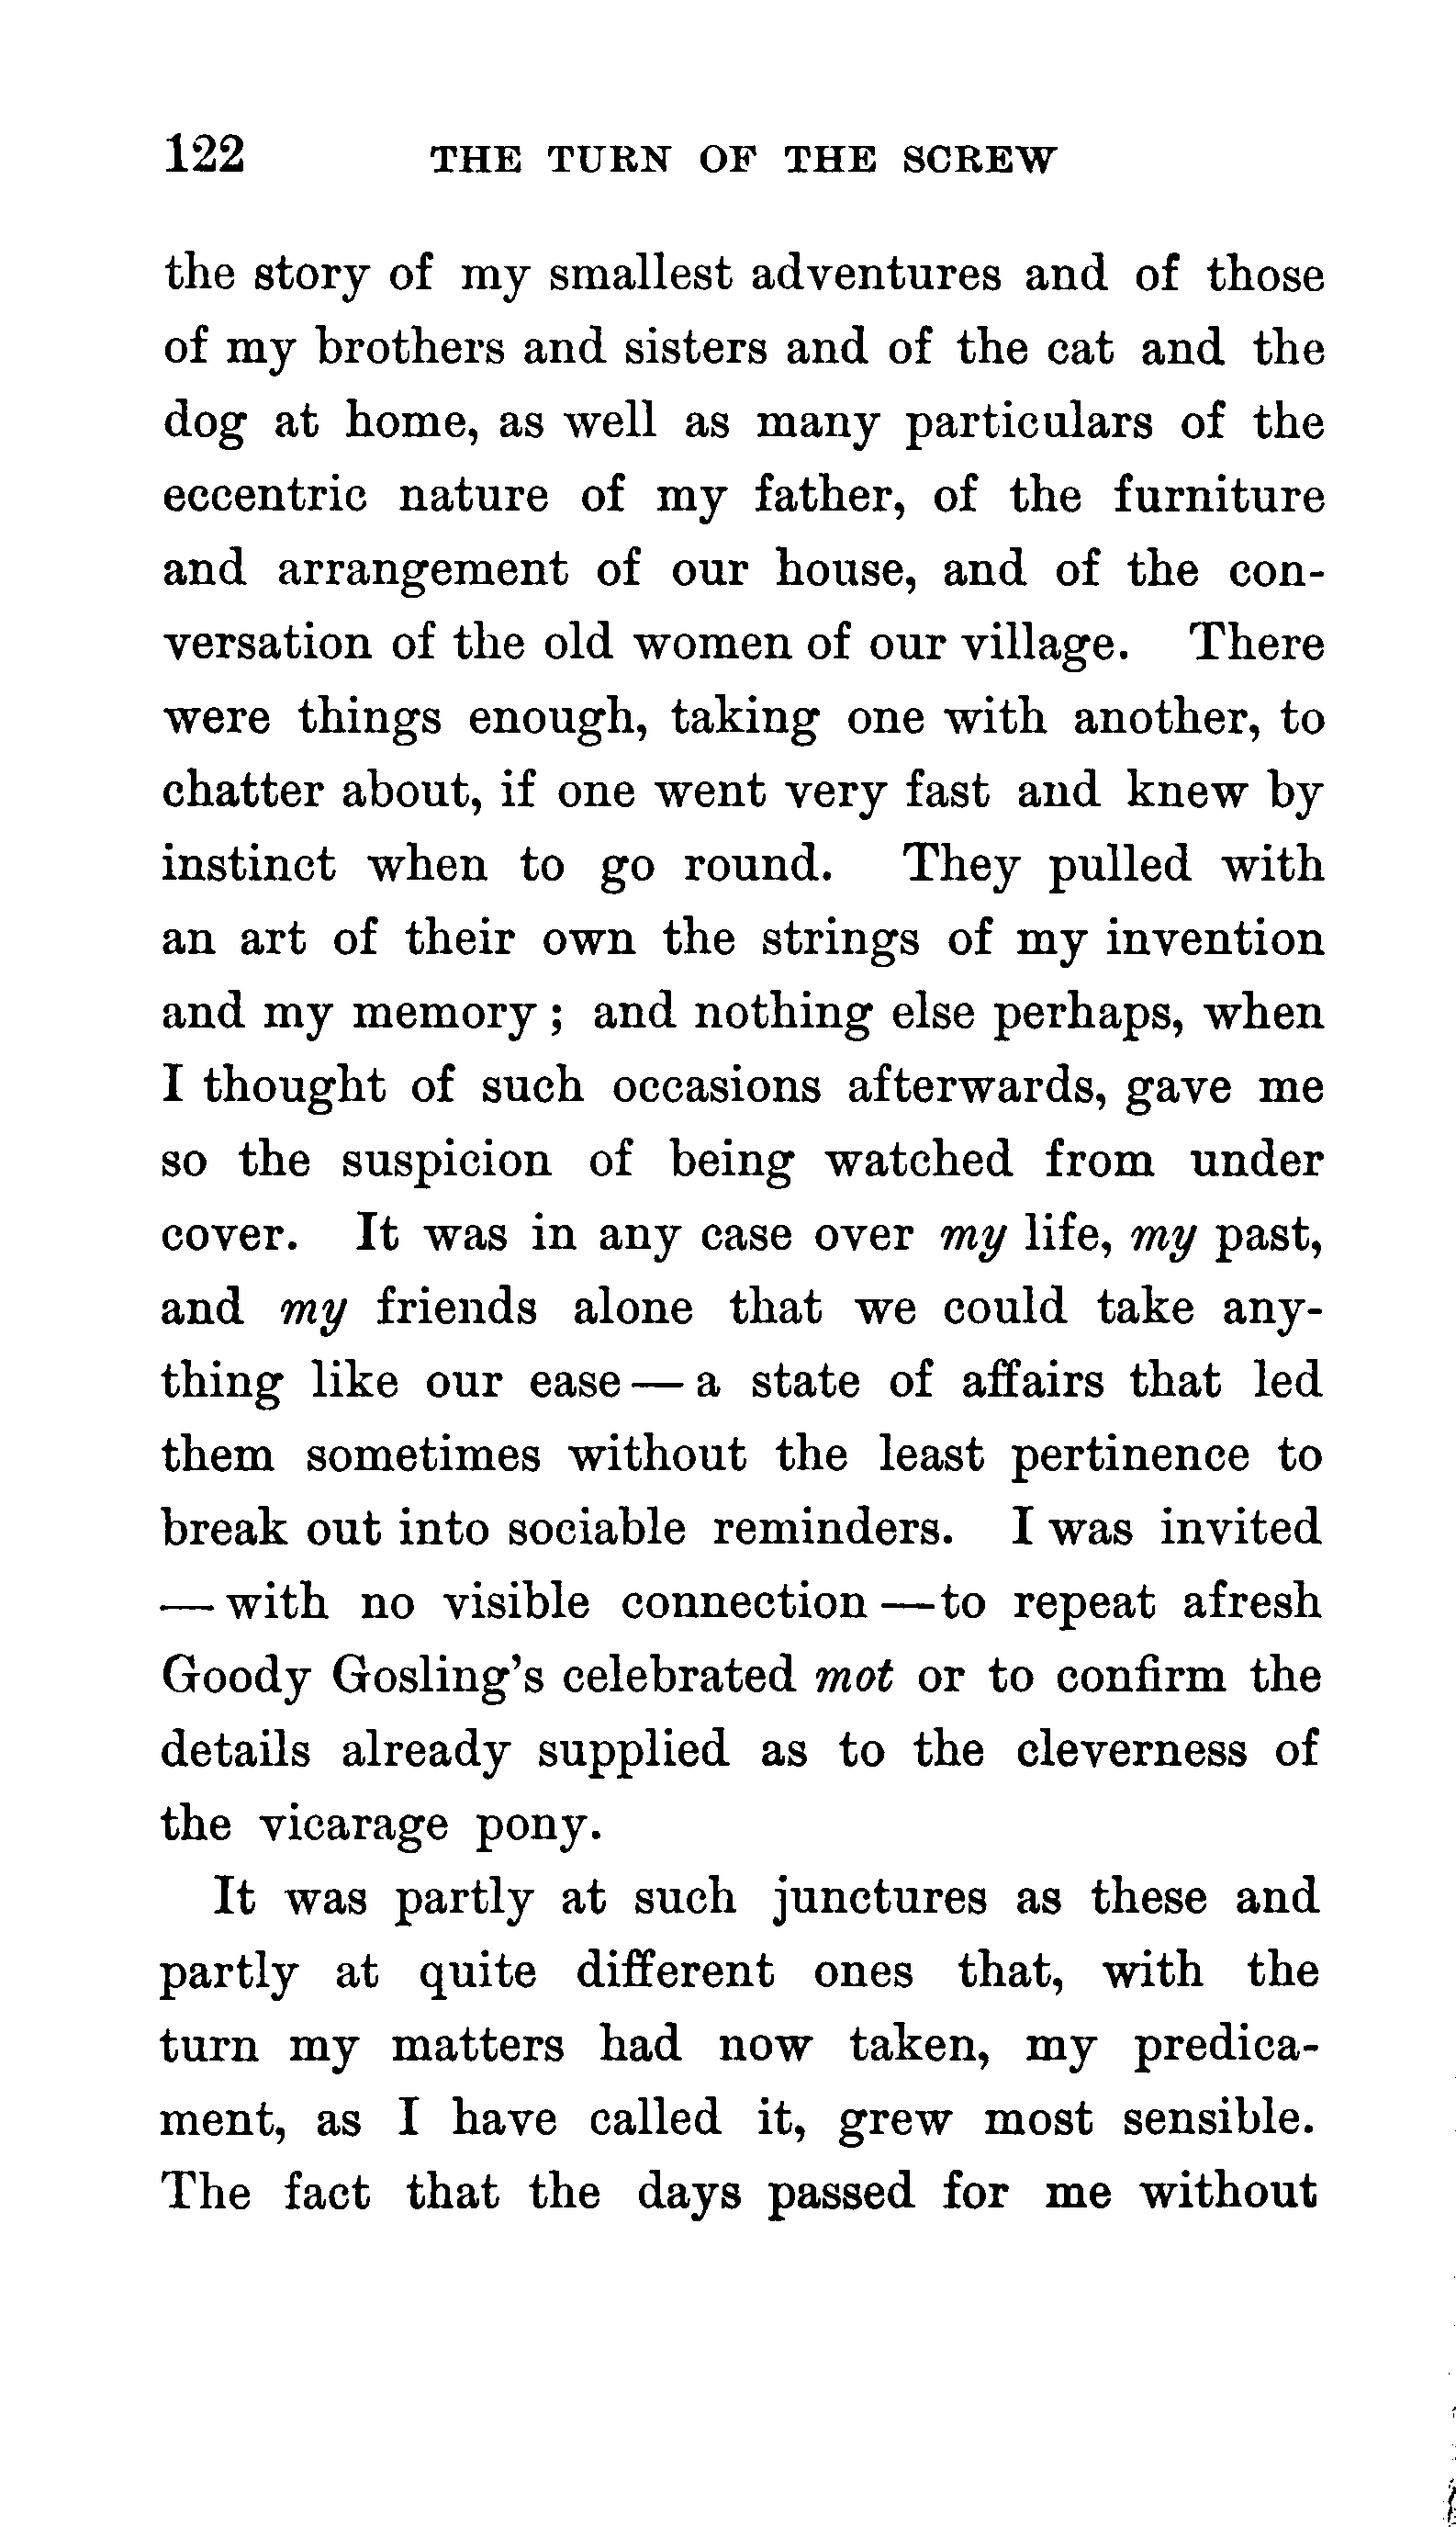 122 THE TURN OF THE SCREW
the story of my smallest adventures and of those
of my brothers and sisters and of the cat and the
dog at home, as well as many particulars of the
eccentric nature of my father, of the furniture
and arrangement of our house, and of the con-
versation of the old women of our village. There
were things enough, taking one with another, to
chatter about, if one went very fast and knew by
instinct when to go round. They pulled with
an art of their own the strings of my invention
and my memory; and nothing else perhaps, when
I thought of such occasions afterwards, gave me
so the suspicion of being watched from under
cover. It was in any case over my life, my past,
and my friends alone that we could take any-
thing like our ease—a state of affairs that led
them sometimes without the least pertinence to
break out into sociable reminders. I was invited
—with no visible connection—to repeat afresh
Goody Gosling's celebrated mot or to confirm the
details already supplied as to the cleverness of
the vicarage pony.
It was partly at such junctures as these and
partly at quite different ones that, with the
turn my matters had now taken, my predica-
ment, as I have called it, grew most sensible.
The fact that the days passed for me without